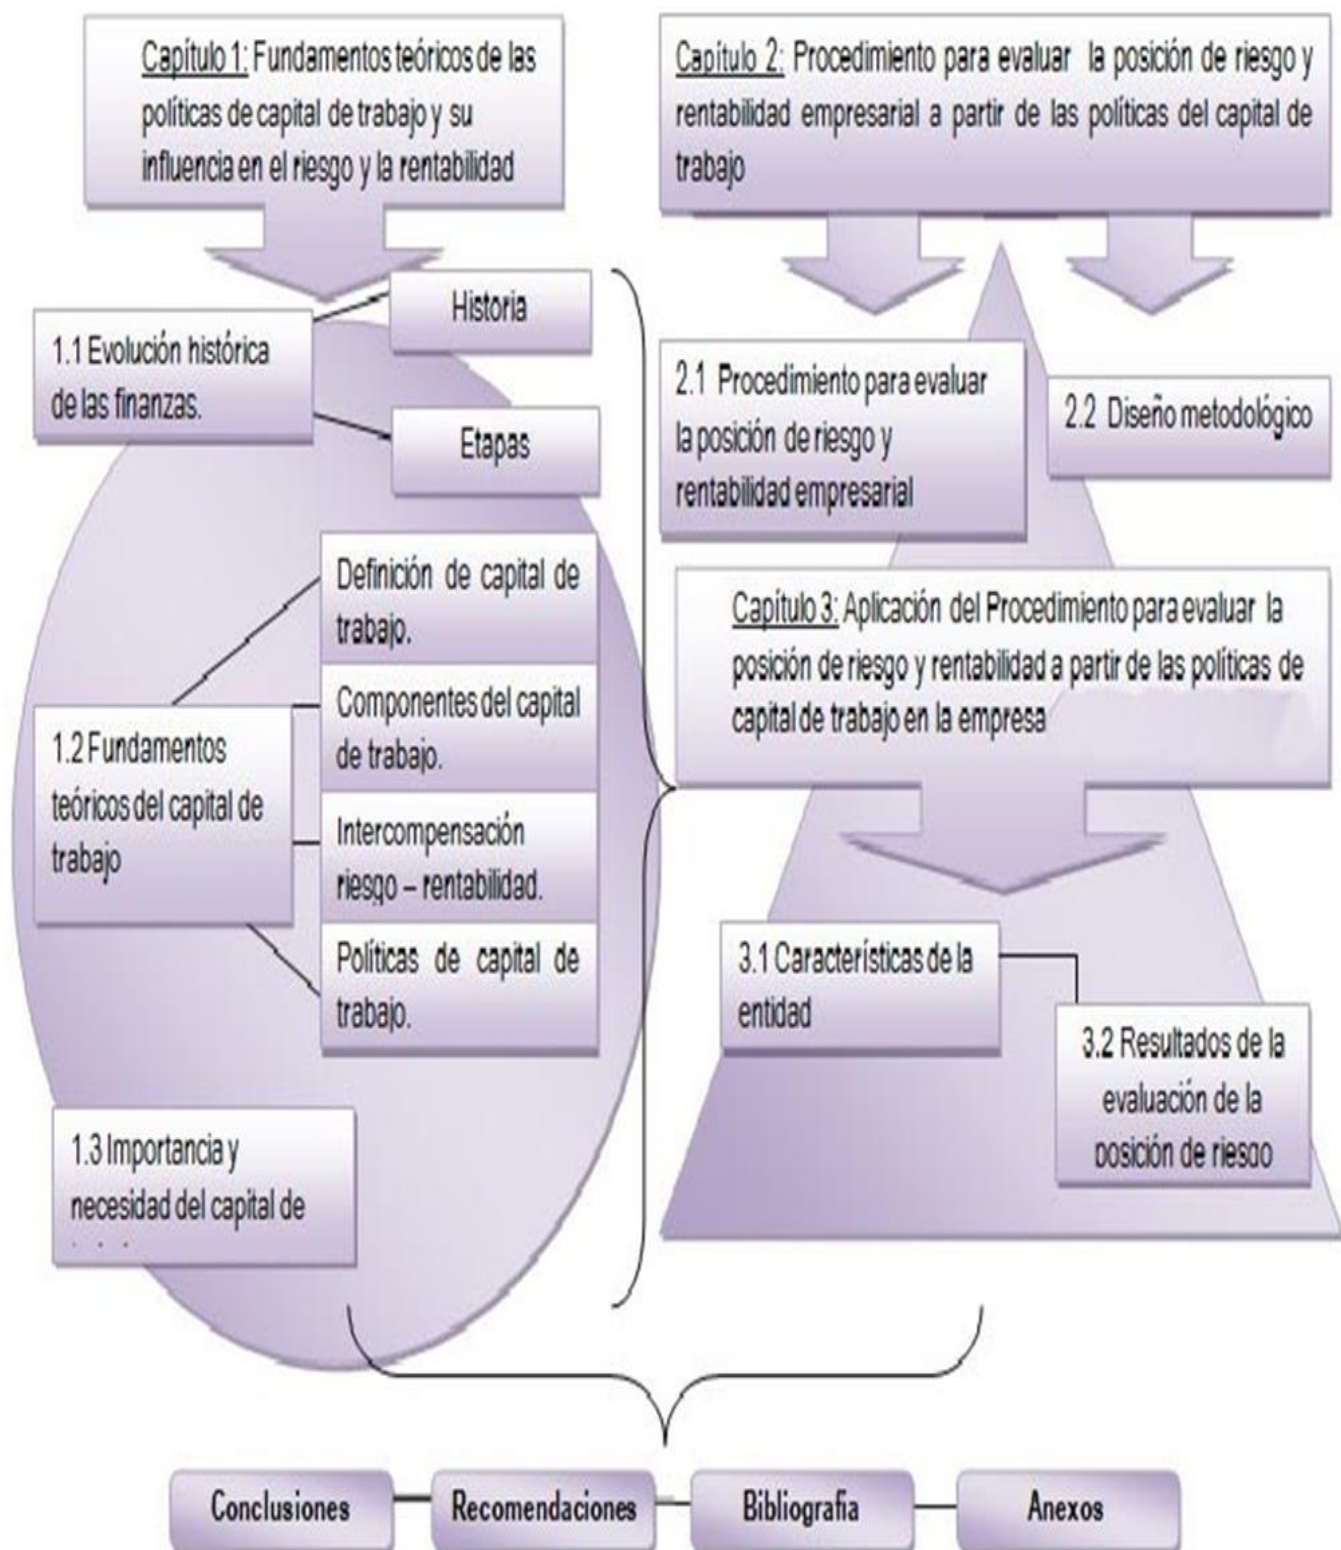 Capítulo 1: Fundamentos teóricos de las
políticas de capital de trabajo y su
influencia en el riesgo y la rentabilidad
1.1 Evolución histórica
de las finanzas.
Historia
Etapas
1.2 Fundamentos
teóricos del capital de
trabajo
Definición de capital de
trabajo.
Componentes del capital
de trabajo.
Intercompensación
riesgo – rentabilidad.
Políticas de capital de
trabajo.
1.3 Importancia y
necesidad del capital de
Capítulo 2: Procedimiento para evaluar la posición de riesgo y
rentabilidad empresarial a partir de las políticas del capital de
trabajo
2.1 Procedimiento para evaluar
la posición de riesgo y
rentabilidad empresarial
2.2 Diseño metodológico
Capítulo 3: Aplicación del Procedimiento para evaluar la
posición de riesgo y rentabilidad a partir de las políticas de
capital de trabajo en la empresa
3.1 Características de la
entidad
3.2 Resultados de la
evaluación de la
posición de riesgo
Conclusiones
Recomendaciones
Bibliografia
Anexos